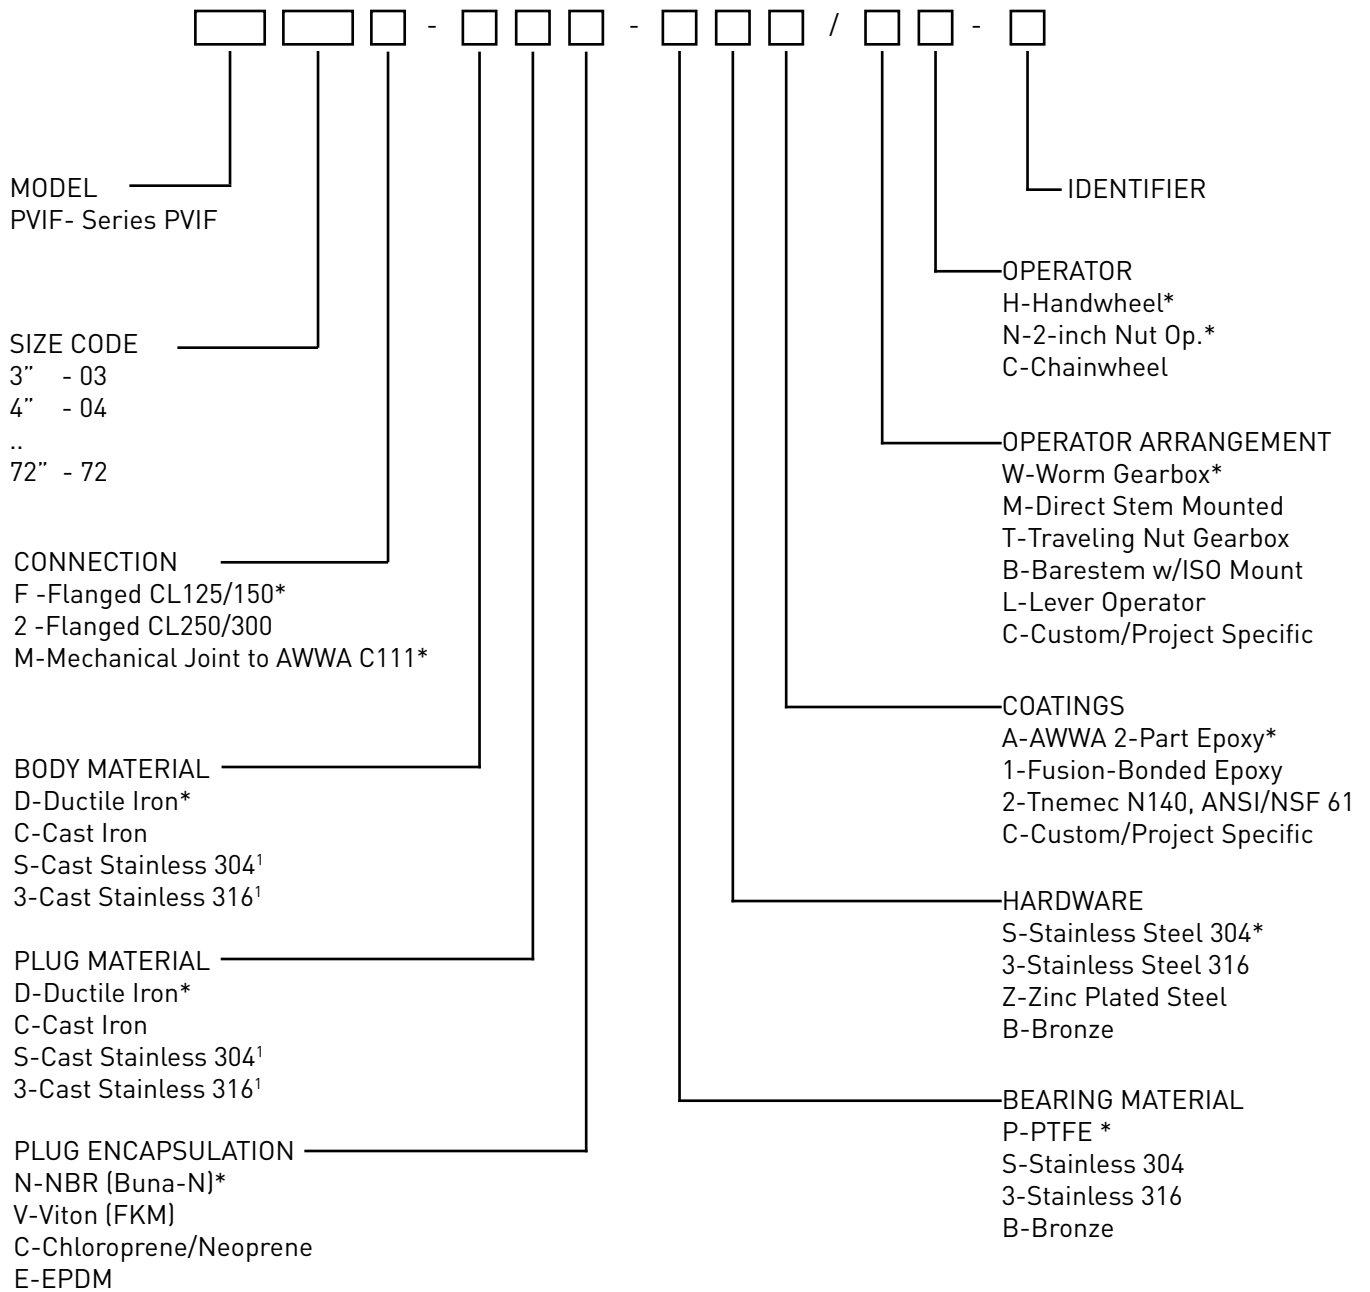 - - / -
MODEL
PVIF- Series PVIF
SIZE CODE
3” - 03
4” - 04
..
72” - 72
CONNECTION
F -Flanged CL125/150*
2 -Flanged CL250/300
M-Mechanical Joint to AWWA C111*
BODY MATERIAL
D-Ductile Iron*
C-Cast Iron
S-Cast Stainless 304¹
3-Cast Stainless 316¹
PLUG MATERIAL
D-Ductile Iron*
C-Cast Iron
S-Cast Stainless 304¹
3-Cast Stainless 316¹
PLUG ENCAPSULATION
N-NBR (Buna-N)*
V-Viton (FKM)
C-Chloroprene/Neoprene
E-EPDM
IDENTIFIER
OPERATOR
H-Handwheel*
N-2-inch Nut Op.*
C-Chainwheel
OPERATOR ARRANGEMENT
W-Worm Gearbox*
M-Direct Stem Mounted
T-Traveling Nut Gearbox
B-Barestem w/ISO Mount
L-Lever Operator
C-Custom/Project Specific
COATINGS
A-AWWA 2-Part Epoxy*
1-Fusion-Bonded Epoxy
2-Tnemec N140, ANSI/NSF 61
C-Custom/Project Specific
HARDWARE
S-Stainless Steel 304*
3-Stainless Steel 316
Z-Zinc Plated Steel
B-Bronze
BEARING MATERIAL
P-PTFE *
S-Stainless 304
3-Stainless 316
B-Bronze